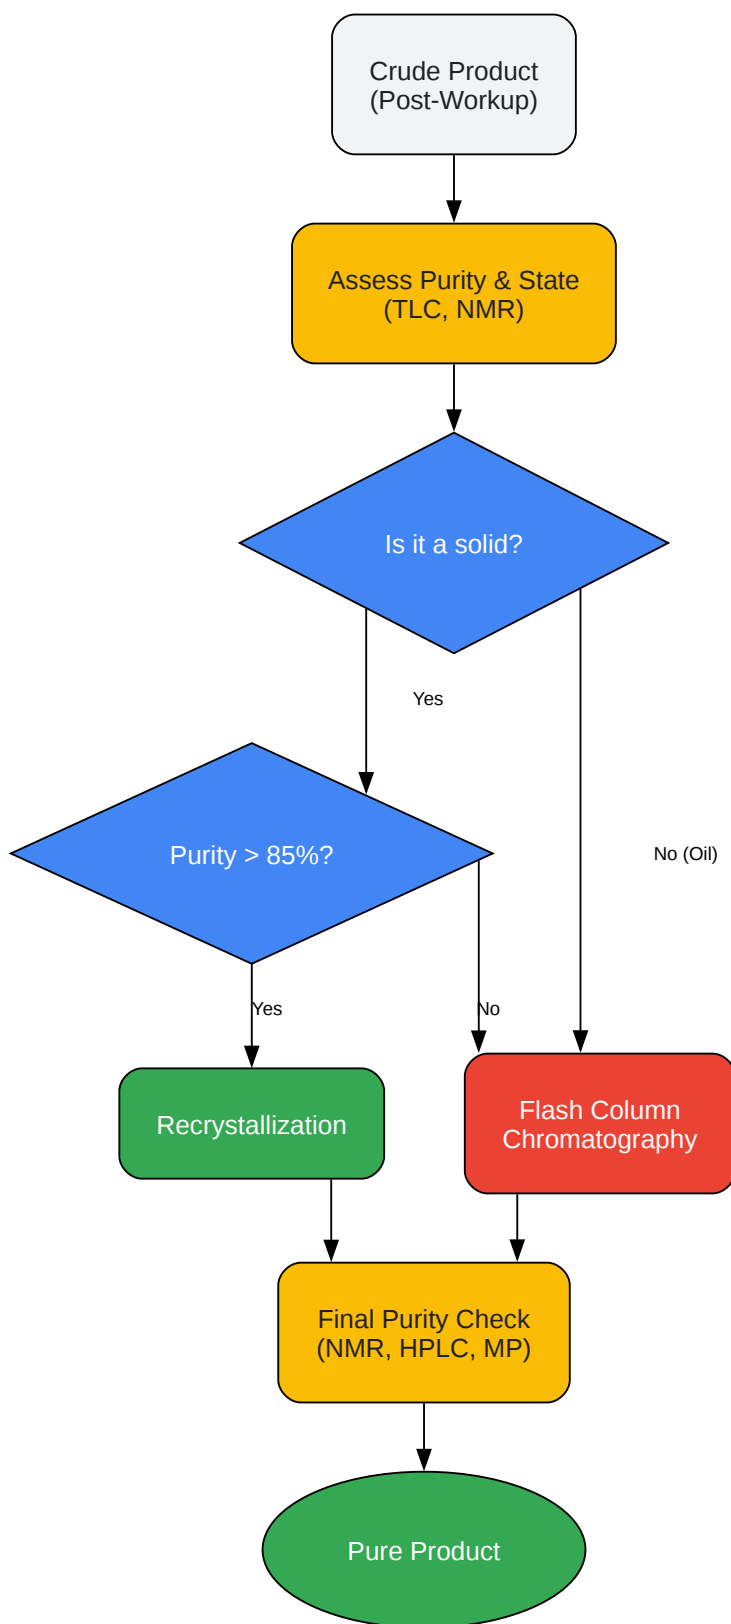 Crude Product
(Post-Workup)
Assess Purity & State
(TLC, NMR)
Is it a solid?
Yes
Purity > 85%?
No (Oil)
Yes
No
Recrystallization
Flash Column
Chromatography
Final Purity Check
(NMR, HPLC, MP)
Pure Product